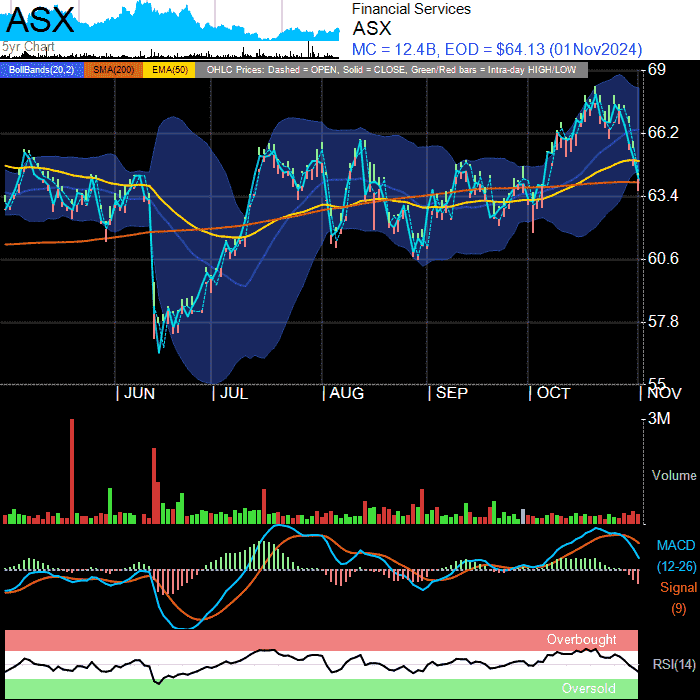 ASX
5yr Chart
Financial Services
ASX
MC = 12.4B, EOD = $64.13 (01Nov2024)
BollBands(20,2) SMA(200) EMA(50) OHLC Prices: Dashed = OPEN, Solid = CLOSE, Green/Red bars = Intra-day HIGH/LOW
69
66.2
63.4
60.6
57.8
55
JUN JUL AUG SEP OCT NOV
3M
Volume
MACD
(12-26)
Signal
(9)
Overbought
RSI(14)
Oversold